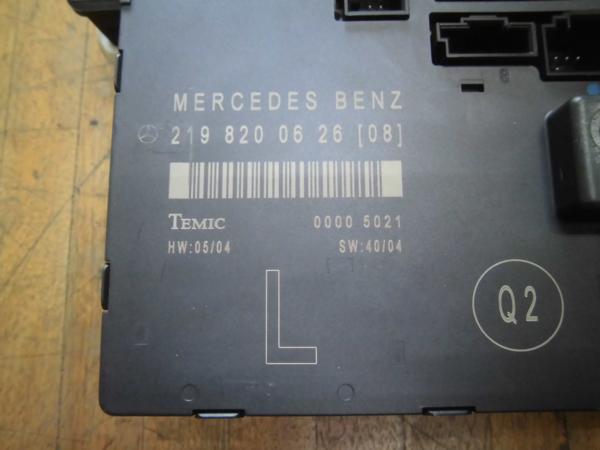 MERCEDES BENZ
219 820 06 26 [08]
TEMIC 0000 5021
HW:05/04 SW:40/04
L
Q2